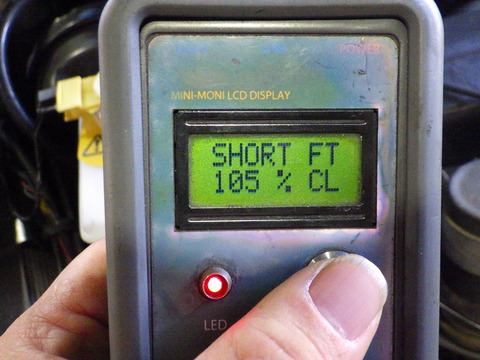 POWER
MINI-MONI LCD DISPLAY
SHORT FT
105 % CL
LED